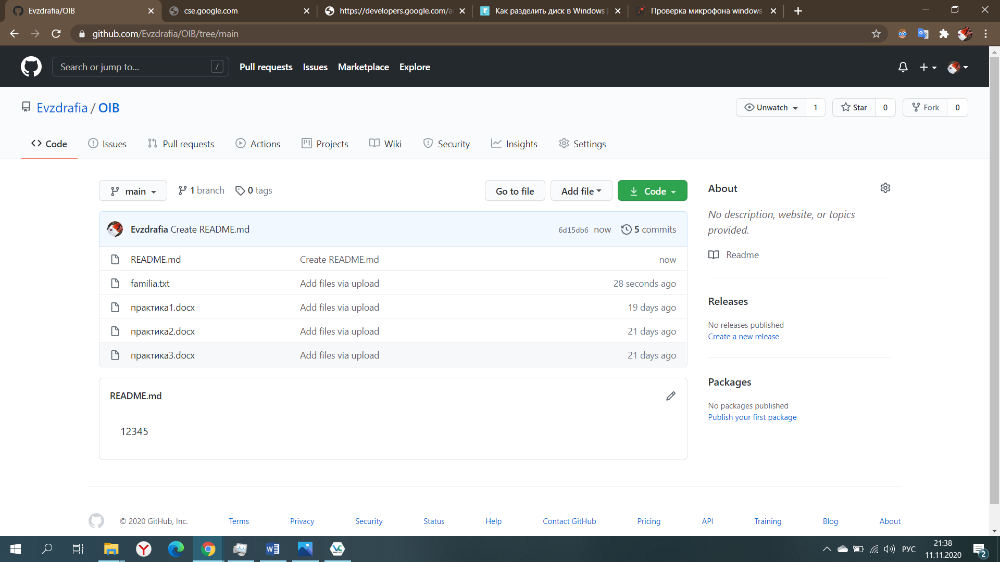 Evzdrafia/OIB
cse.google.com
https://developers.google.com/a
Как разделить диск в Windows
Проверка микрофона windows
github.com/Evzdrafia/OIB/tree/main
Search or jump to... /
Pull requests
Issues
Marketplace
Explore
Evzdrafia / OIB
Unwatch 1
Star 0
Fork 0
Code
Issues
Pull requests
Actions
Projects
Wiki
Security
Insights
Settings
main
1 branch
0 tags
Go to file
Add file
Code
Evzdrafia Create README.md 6d15db6 now 5 commits
README.md Create README.md now
familia.txt Add files via upload 28 seconds ago
практика1.docx Add files via upload 19 days ago
практика2.docx Add files via upload 21 days ago
практика3.docx Add files via upload 21 days ago
README.md
12345
About
No description, website, or topics
provided.
Readme
Releases
No releases published
Create a new release
Packages
No packages published
Publish your first package
© 2020 GitHub, Inc.
Terms
Privacy
Security
Status
Help
Contact GitHub
Pricing
API
Training
Blog
About
РУС
21:38
11.11.2020
2